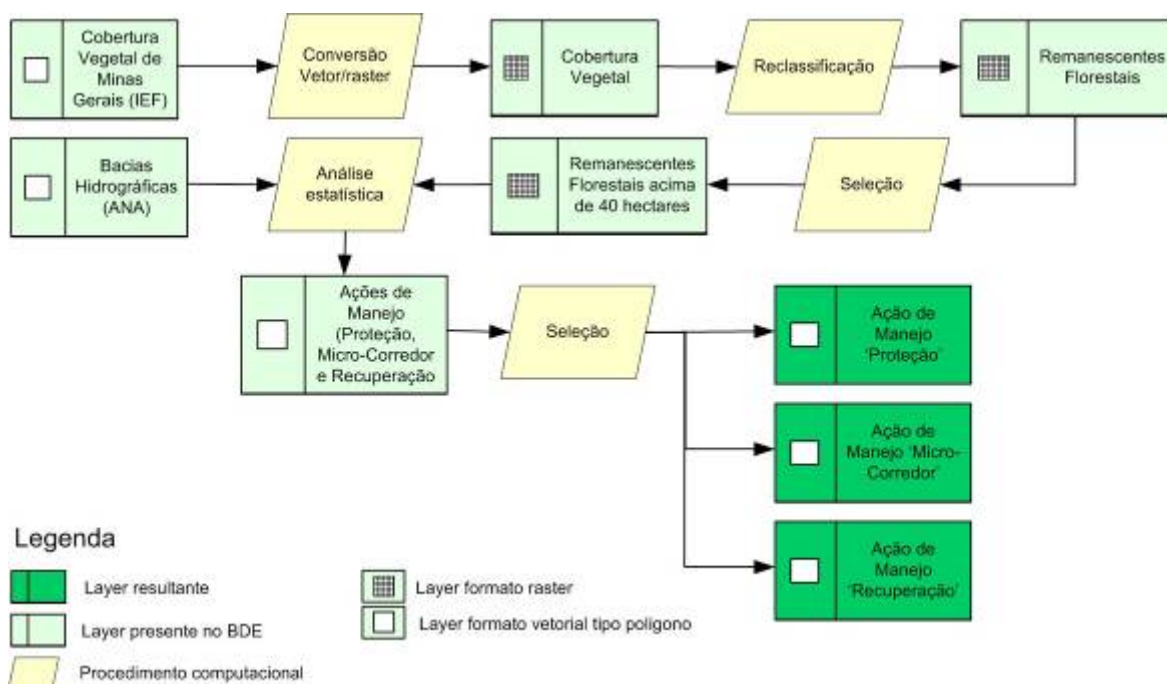 Cobertura
Vegetal de
Minas
Gerais (IEF)
Conversão
Vetor/raster
Cobertura
Vegetal
Reclassificação
Remanescentes
Florestais
Bacias
Hidrográficas
(ANA)
Análise
estatística
Remanescentes
Florestais acima
de 40 hectares
Seleção
Ações de
Manejo
(Proteção,
Micro-Corredor
e Recuperação
Seleção
Ação de
Manejo
‘Proteção’
Ação de
Manejo ‘Micro-
Corredor’
Ação de
Manejo
‘Recuperação’
Legenda
Layer resultante
Layer presente no BDE
Procedimento computacional
Layer formato raster
Layer formato vetorial tipo poligono